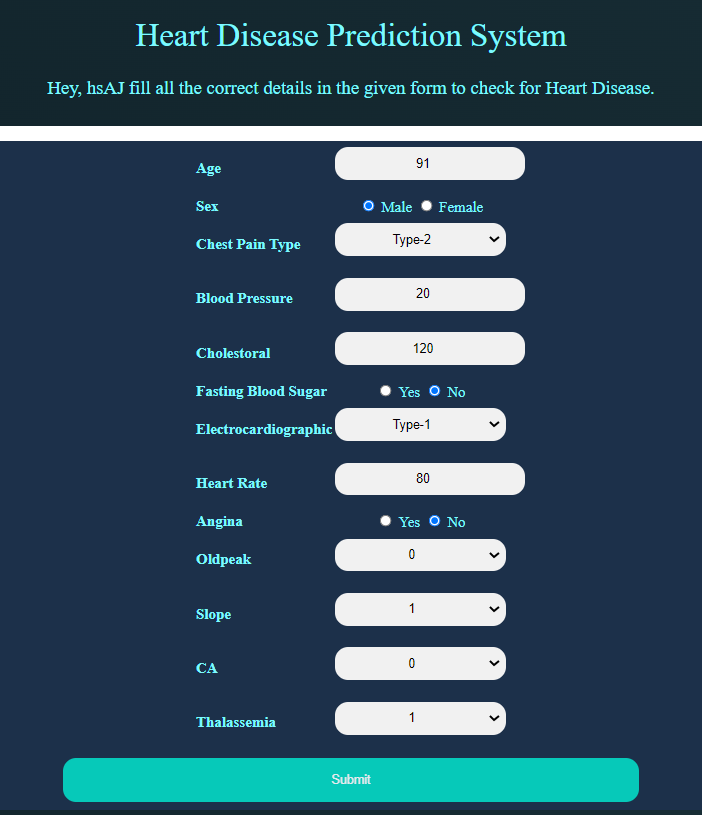 Heart Disease Prediction System
Hey, hsAJ fill all the correct details in the given form to check for Heart Disease.
Age 91
Sex Male Female
Chest Pain Type Type-2
Blood Pressure 20
Cholestoral 120
Fasting Blood Sugar Yes No
Electrocardiographic Type-1
Heart Rate 80
Angina Yes No
Oldpeak 0
Slope 1
CA 0
Thalassemia 1
Submit